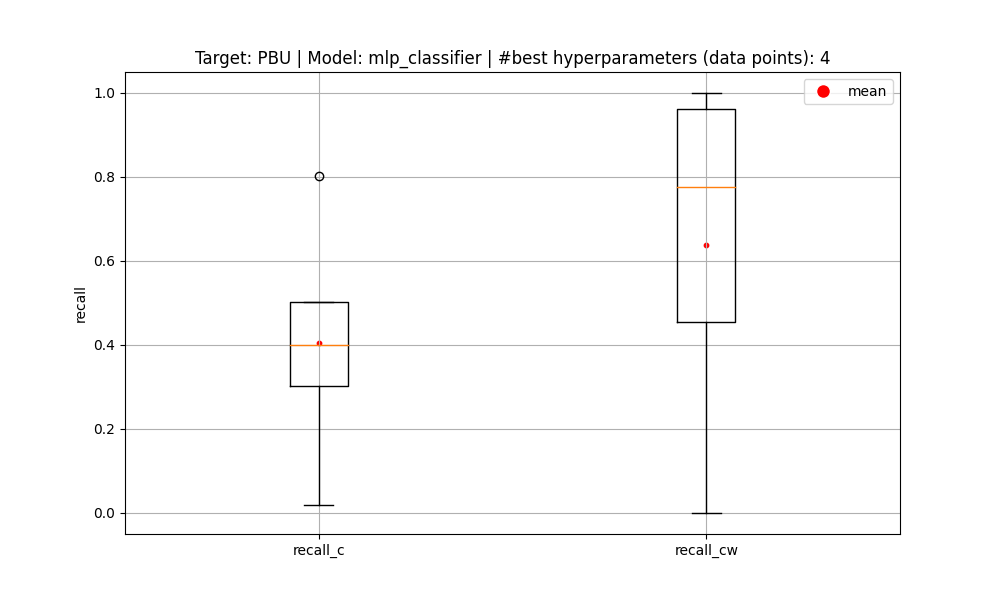 Target: PBU | Model: mlp_classifier | #best hyperparameters (data points): 4
mean
1.0
0.8
0.6
0.4
0.2
0.0
recall
recall_c
recall_cw